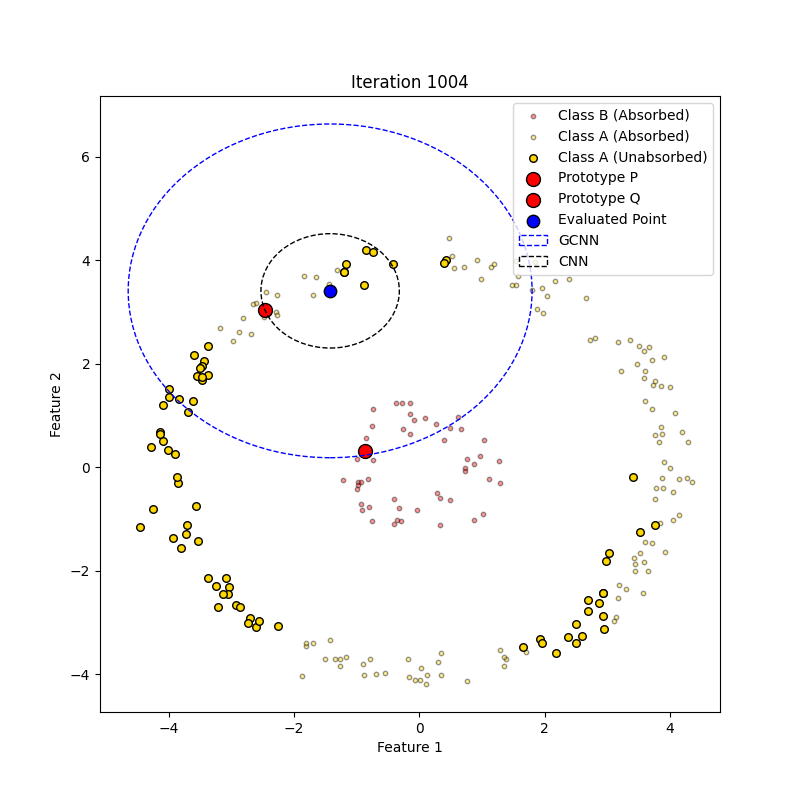 Iteration 1004
Class B (Absorbed)
Class A (Absorbed)
Class A (Unabsorbed)
Prototype P
Prototype Q
Evaluated Point
GCNN
CNN
Feature 2
6
4
2
0
−2
−4
−4
−2
0
2
4
Feature 1